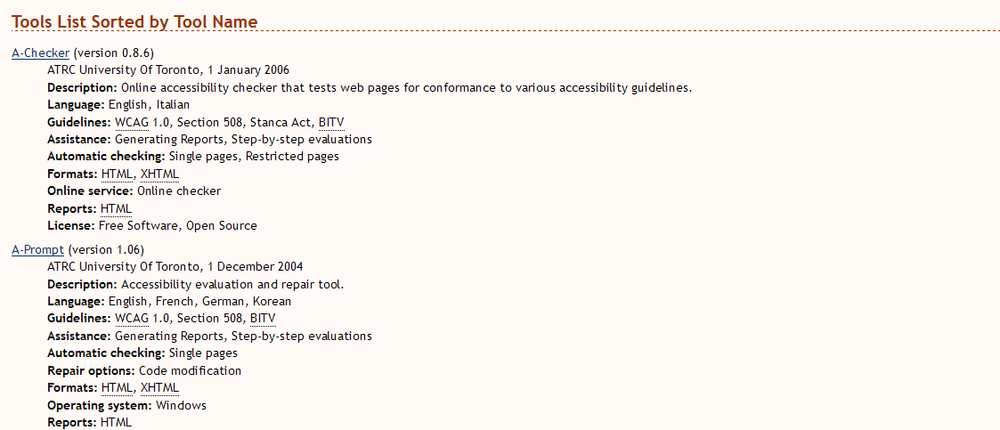 Tools List Sorted by Tool Name
A-Checker (version 0.8.6)
ATRC University Of Toronto, 1 January 2006
Description: Online accessibility checker that tests web pages for conformance to various accessibility guidelines.
Language: English, Italian
Guidelines: WCAG 1.0, Section 508, Stanca Act, BITV
Assistance: Generating Reports, Step-by-step evaluations
Automatic checking: Single pages, Restricted pages
Formats: HTML, XHTML
Online service: Online checker
Reports: HTML
License: Free Software, Open Source
A-Prompt (version 1.06)
ATRC University Of Toronto, 1 December 2004
Description: Accessibility evaluation and repair tool.
Language: English, French, German, Korean
Guidelines: WCAG 1.0, Section 508, BITV
Assistance: Generating Reports, Step-by-step evaluations
Automatic checking: Single pages
Repair options: Code modification
Formats: HTML, XHTML
Operating system: Windows
Reports: HTML